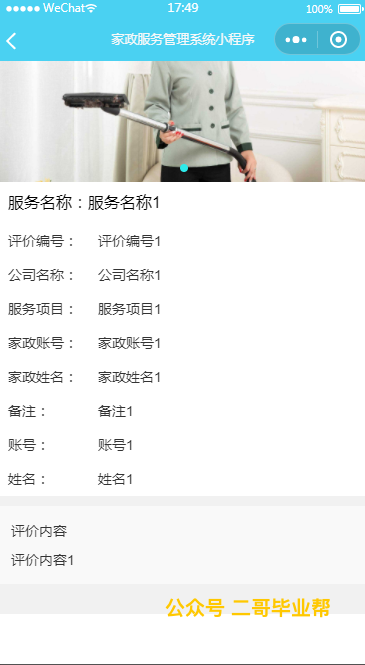 WeChat 17:49 100%
家政服务管理系统小程序
服务名称：服务名称1
评价编号： 评价编号1
公司名称： 公司名称1
服务项目： 服务项目1
家政账号： 家政账号1
家政姓名： 家政姓名1
备注： 备注1
账号： 账号1
姓名： 姓名1
评价内容
评价内容1
公众号 二哥毕业帮